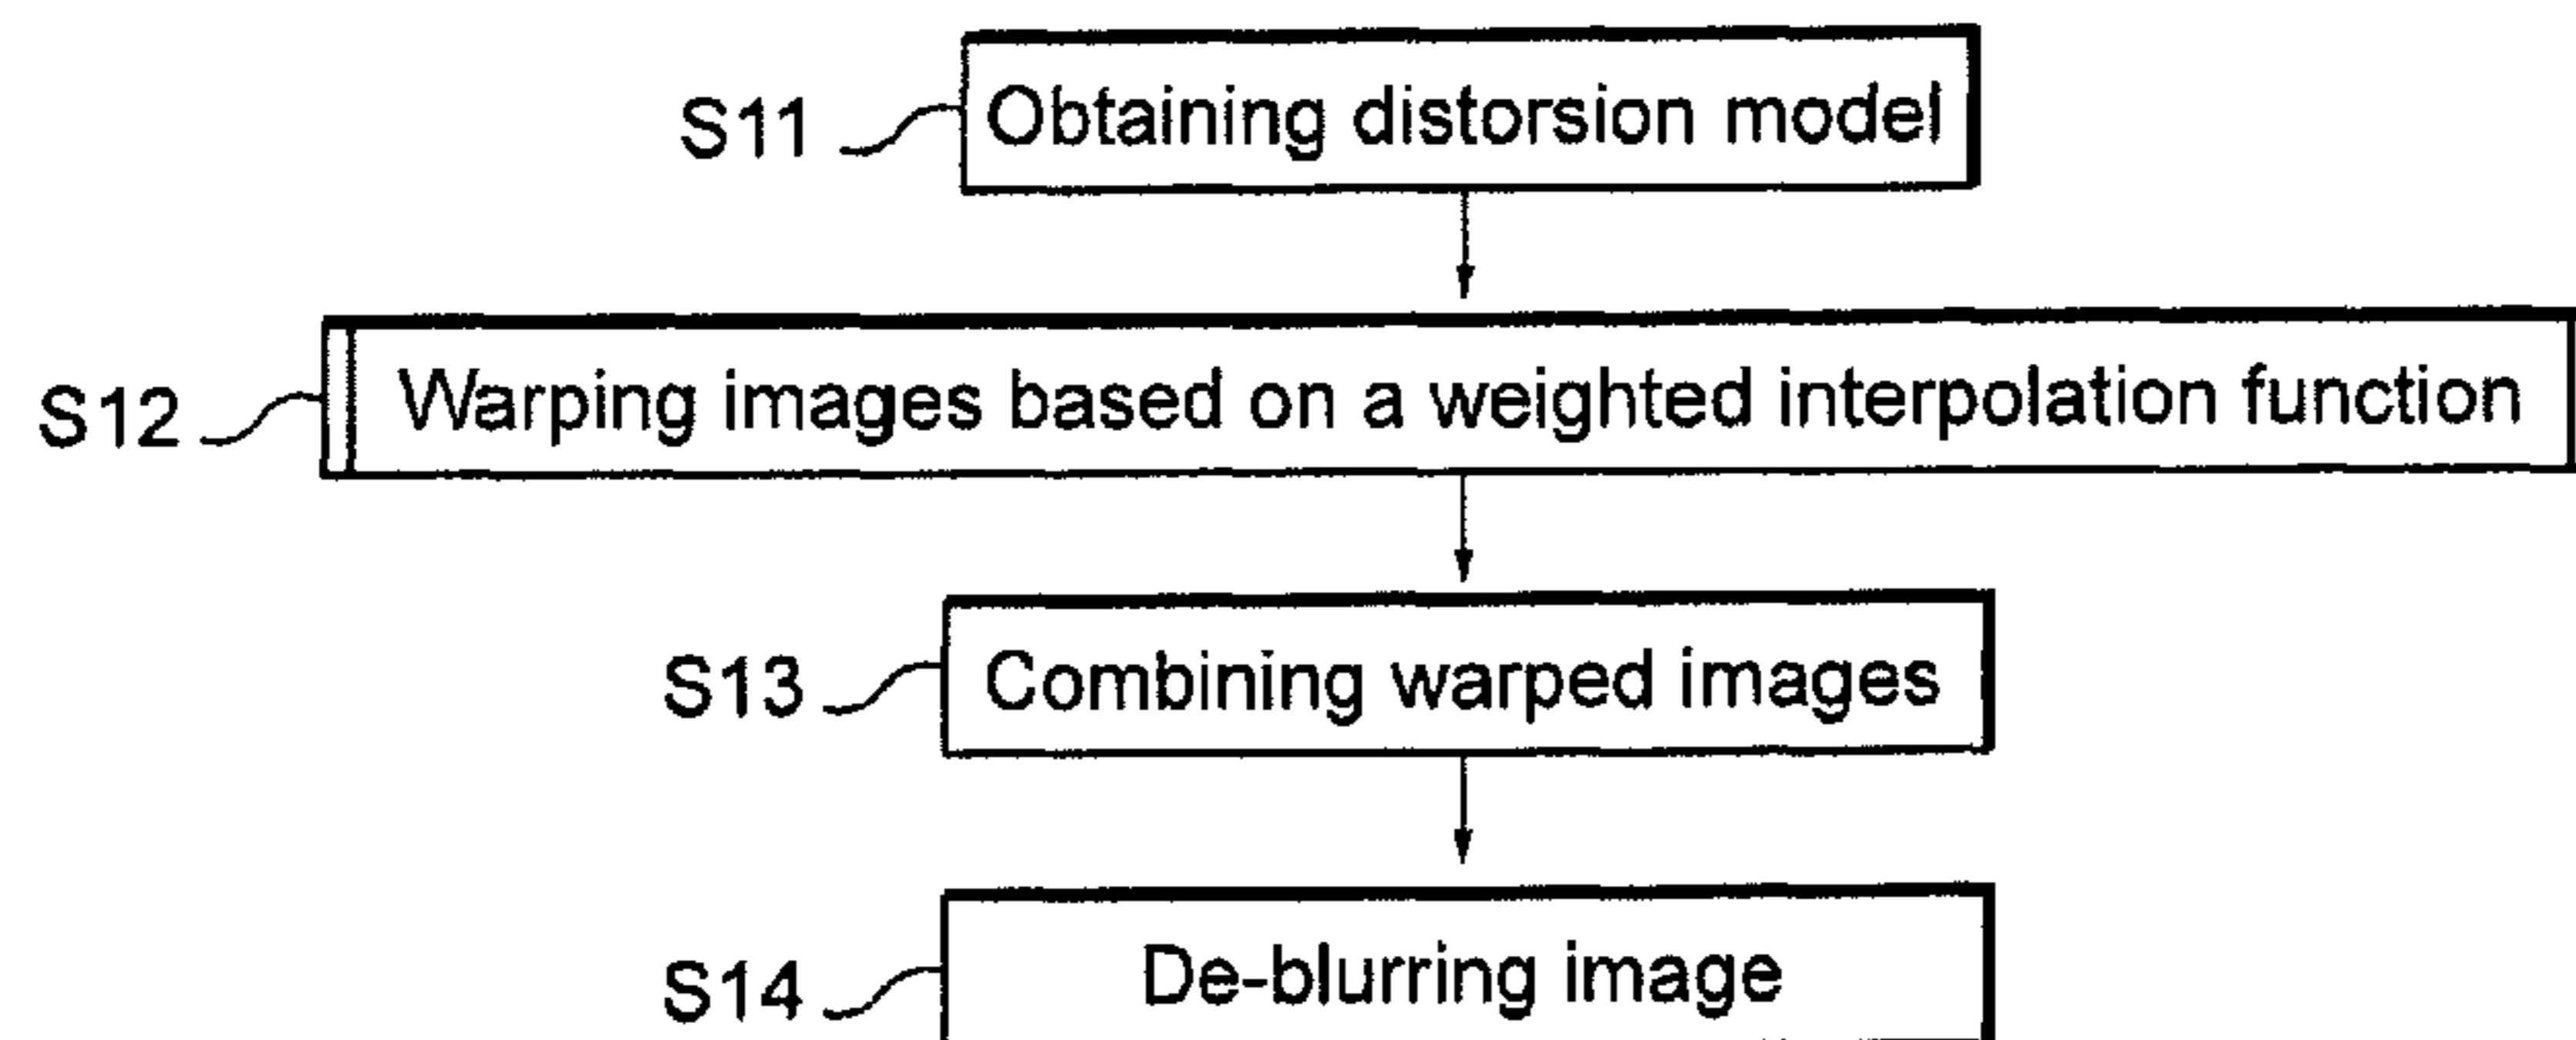 S11 Obtaining distorsion model
S12 Warping images based on a weighted interpolation function
S13 Combining warped images
S14 De-blurring image